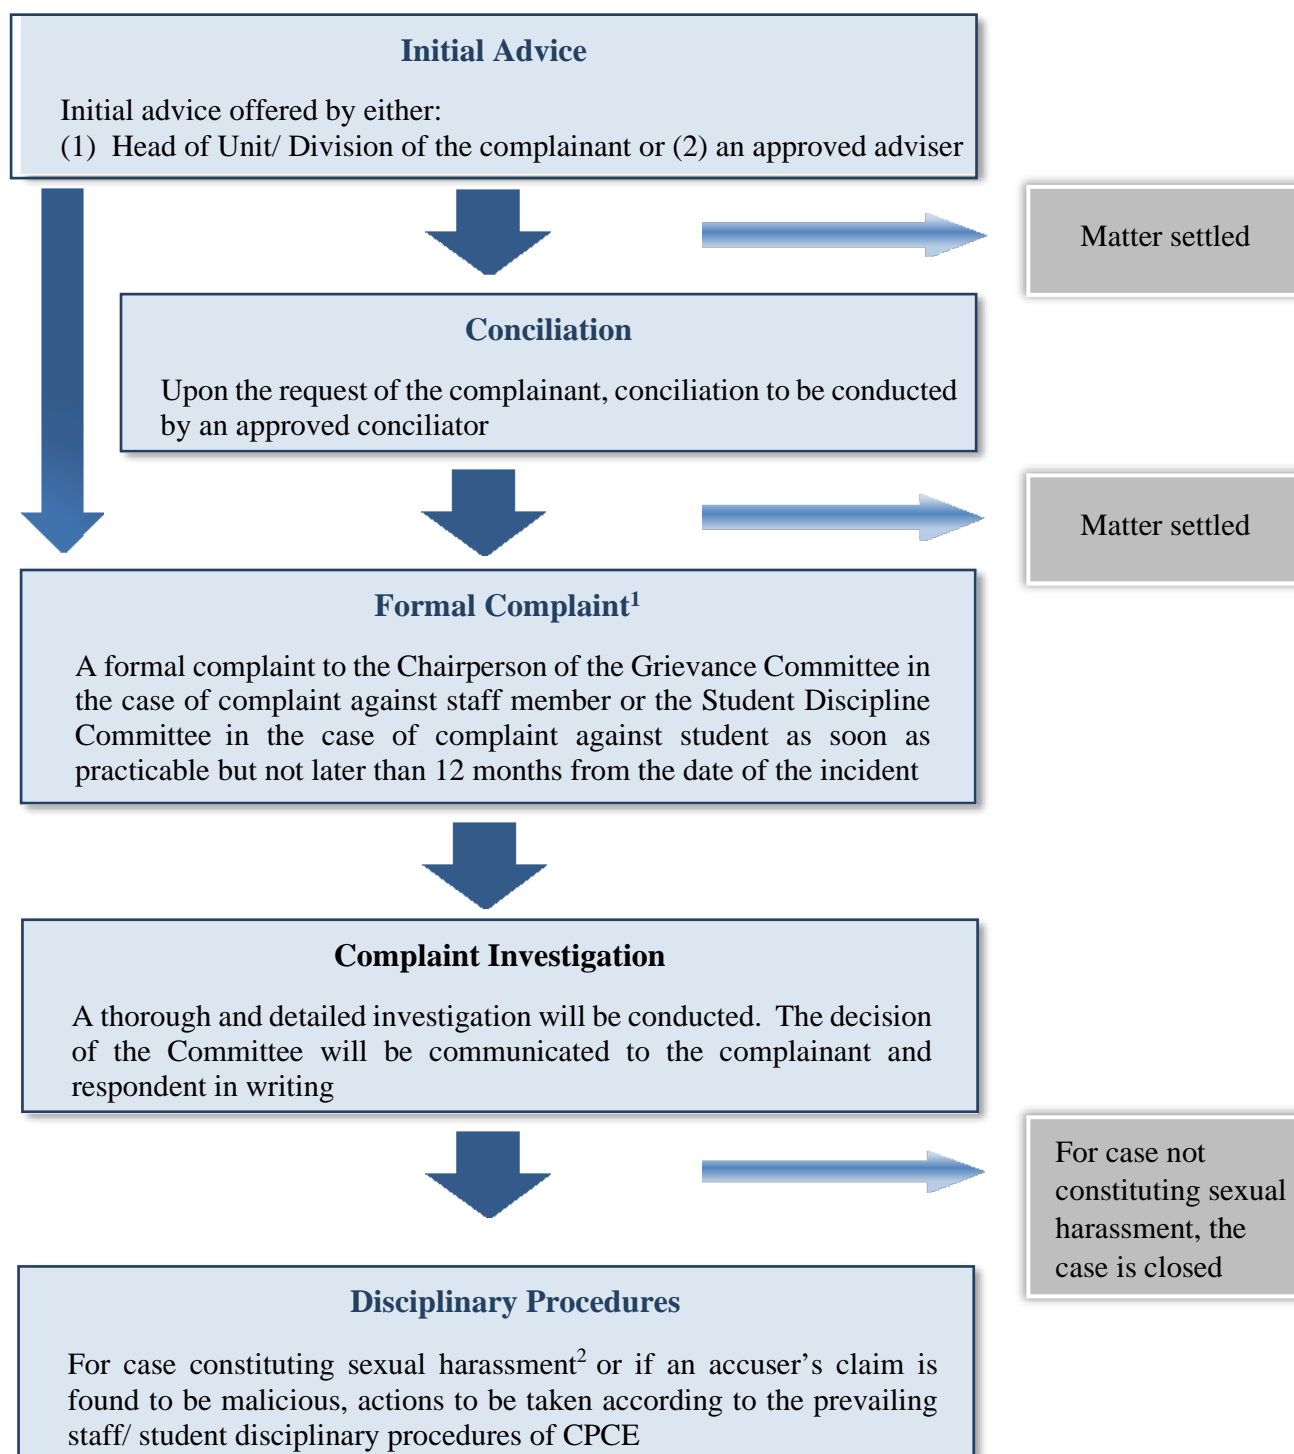 Initial Advice
Initial advice offered by either:
(1) Head of Unit/ Division of the complainant or (2) an approved adviser
Matter settled
Conciliation
Upon the request of the complainant, conciliation to be conducted
by an approved conciliator
Matter settled
Formal Complaint¹
A formal complaint to the Chairperson of the Grievance Committee in
the case of complaint against staff member or the Student Discipline
Committee in the case of complaint against student as soon as
practicable but not later than 12 months from the date of the incident
Complaint Investigation
A thorough and detailed investigation will be conducted. The decision
of the Committee will be communicated to the complainant and
respondent in writing
For case not
constituting sexual
harassment, the
case is closed
Disciplinary Procedures
For case constituting sexual harassment² or if an accuser’s claim is
found to be malicious, actions to be taken according to the prevailing
staff/ student disciplinary procedures of CPCE